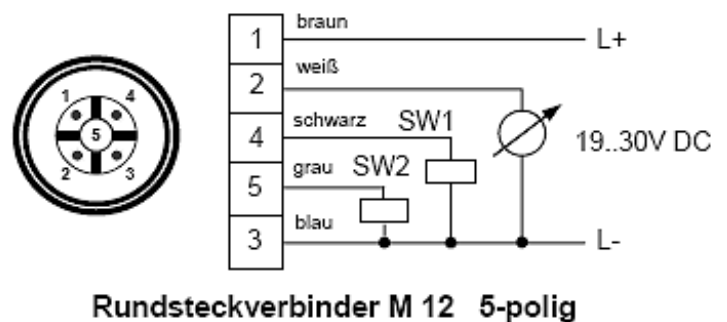 1 4
5
2 3
1 braun L+
2 weiß
4 schwarz SW1
19..30V DC
5 grau SW2
3 blau L-
Rundsteckverbinder M 12 5-polig